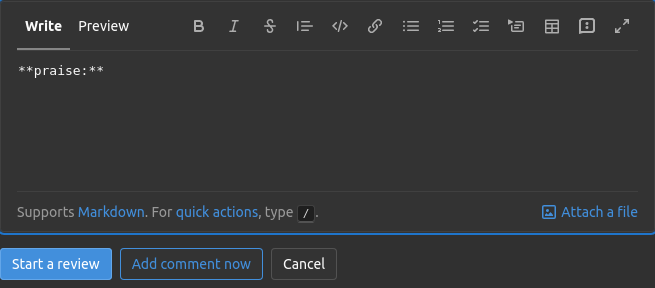 Write Preview
**praise:**
Supports Markdown. For quick actions, type /. Attach a file
Start a review Add comment now Cancel